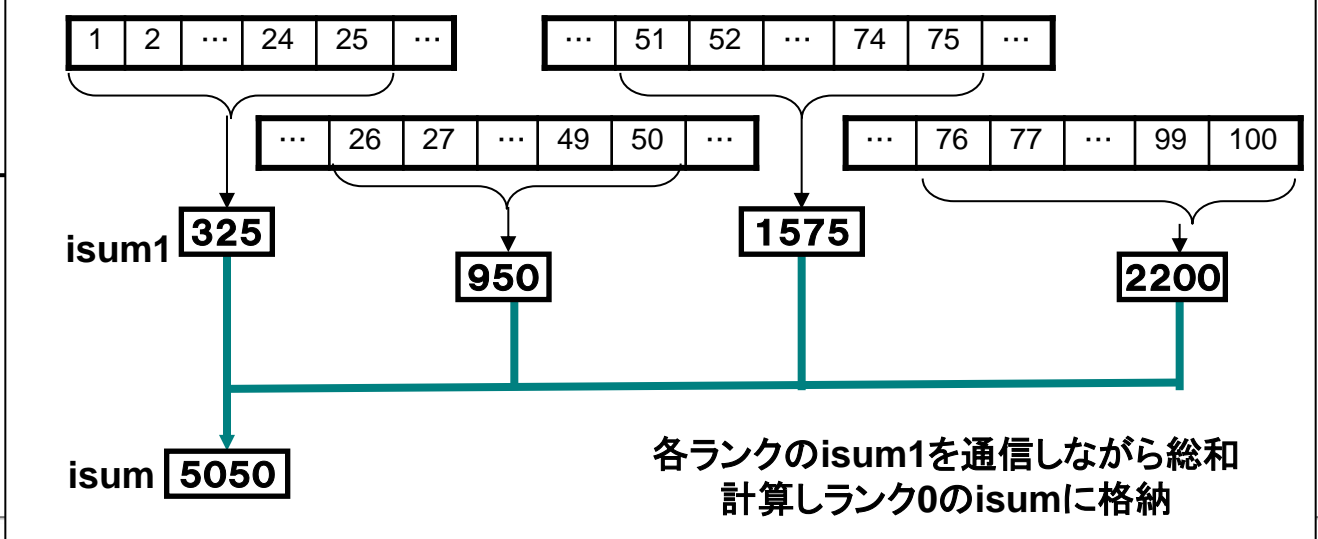 1 2 … 24 25 …
… 51 52 … 74 75 …
… 26 27 … 49 50 …
… 76 77 … 99 100
isum1 325
1575
950
2200
各ランクのisum1を通信しながら総和
計算しランク0のisumに格納
isum 5050